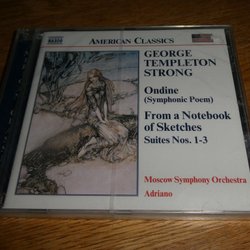 NAXOS
AMERICAN CLASSICS
GEORGE
TEMPLETON
STRONG
Ondine
(Symphonic Poem)
From a Notebook
of Sketches
Suites Nos. 1-3
Moscow Symphony Orchestra
Adriano